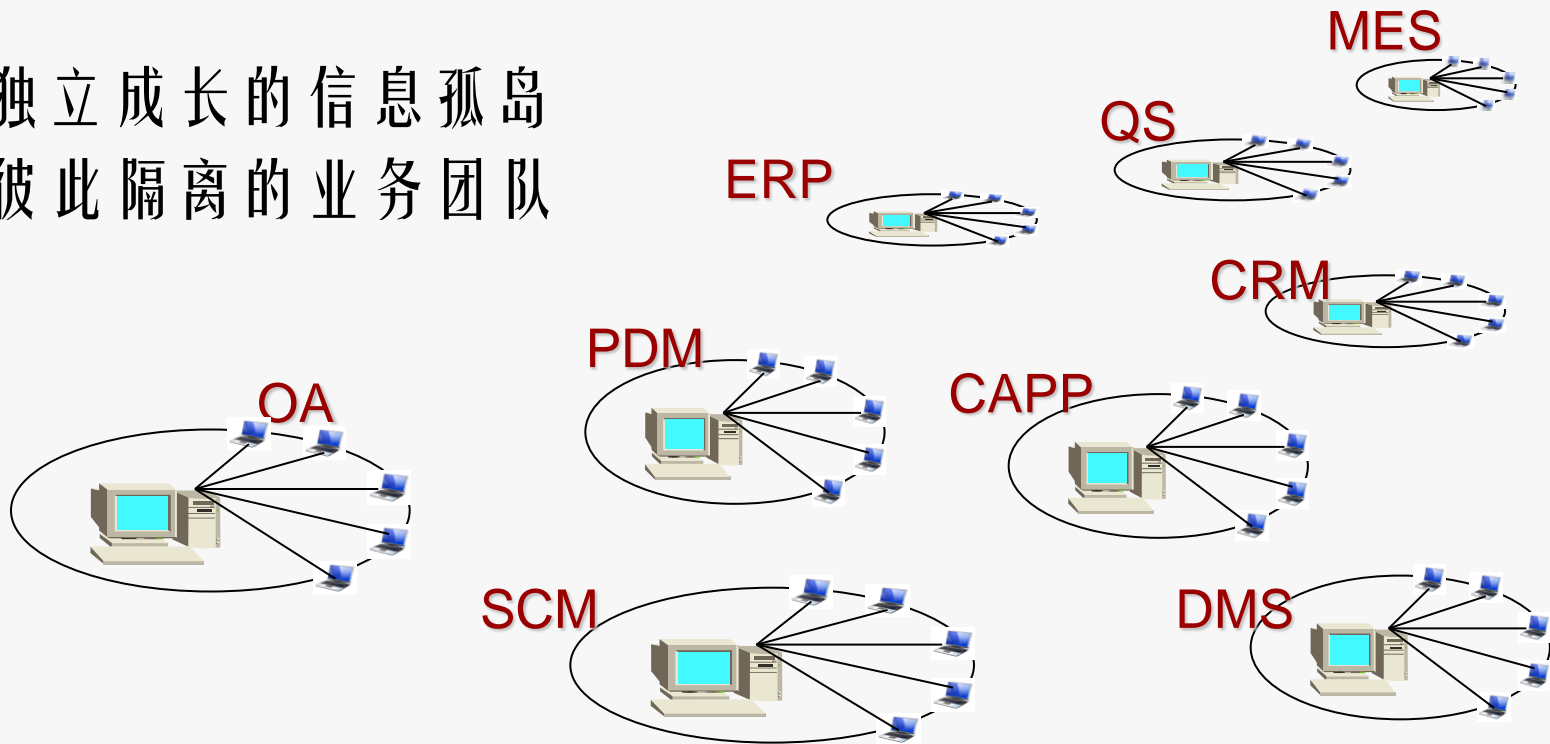 独立成长的信息孤岛
彼此隔离的业务团队
MES
QS
ERP
CRM
PDM
CAPP
OA
SCM
DMS